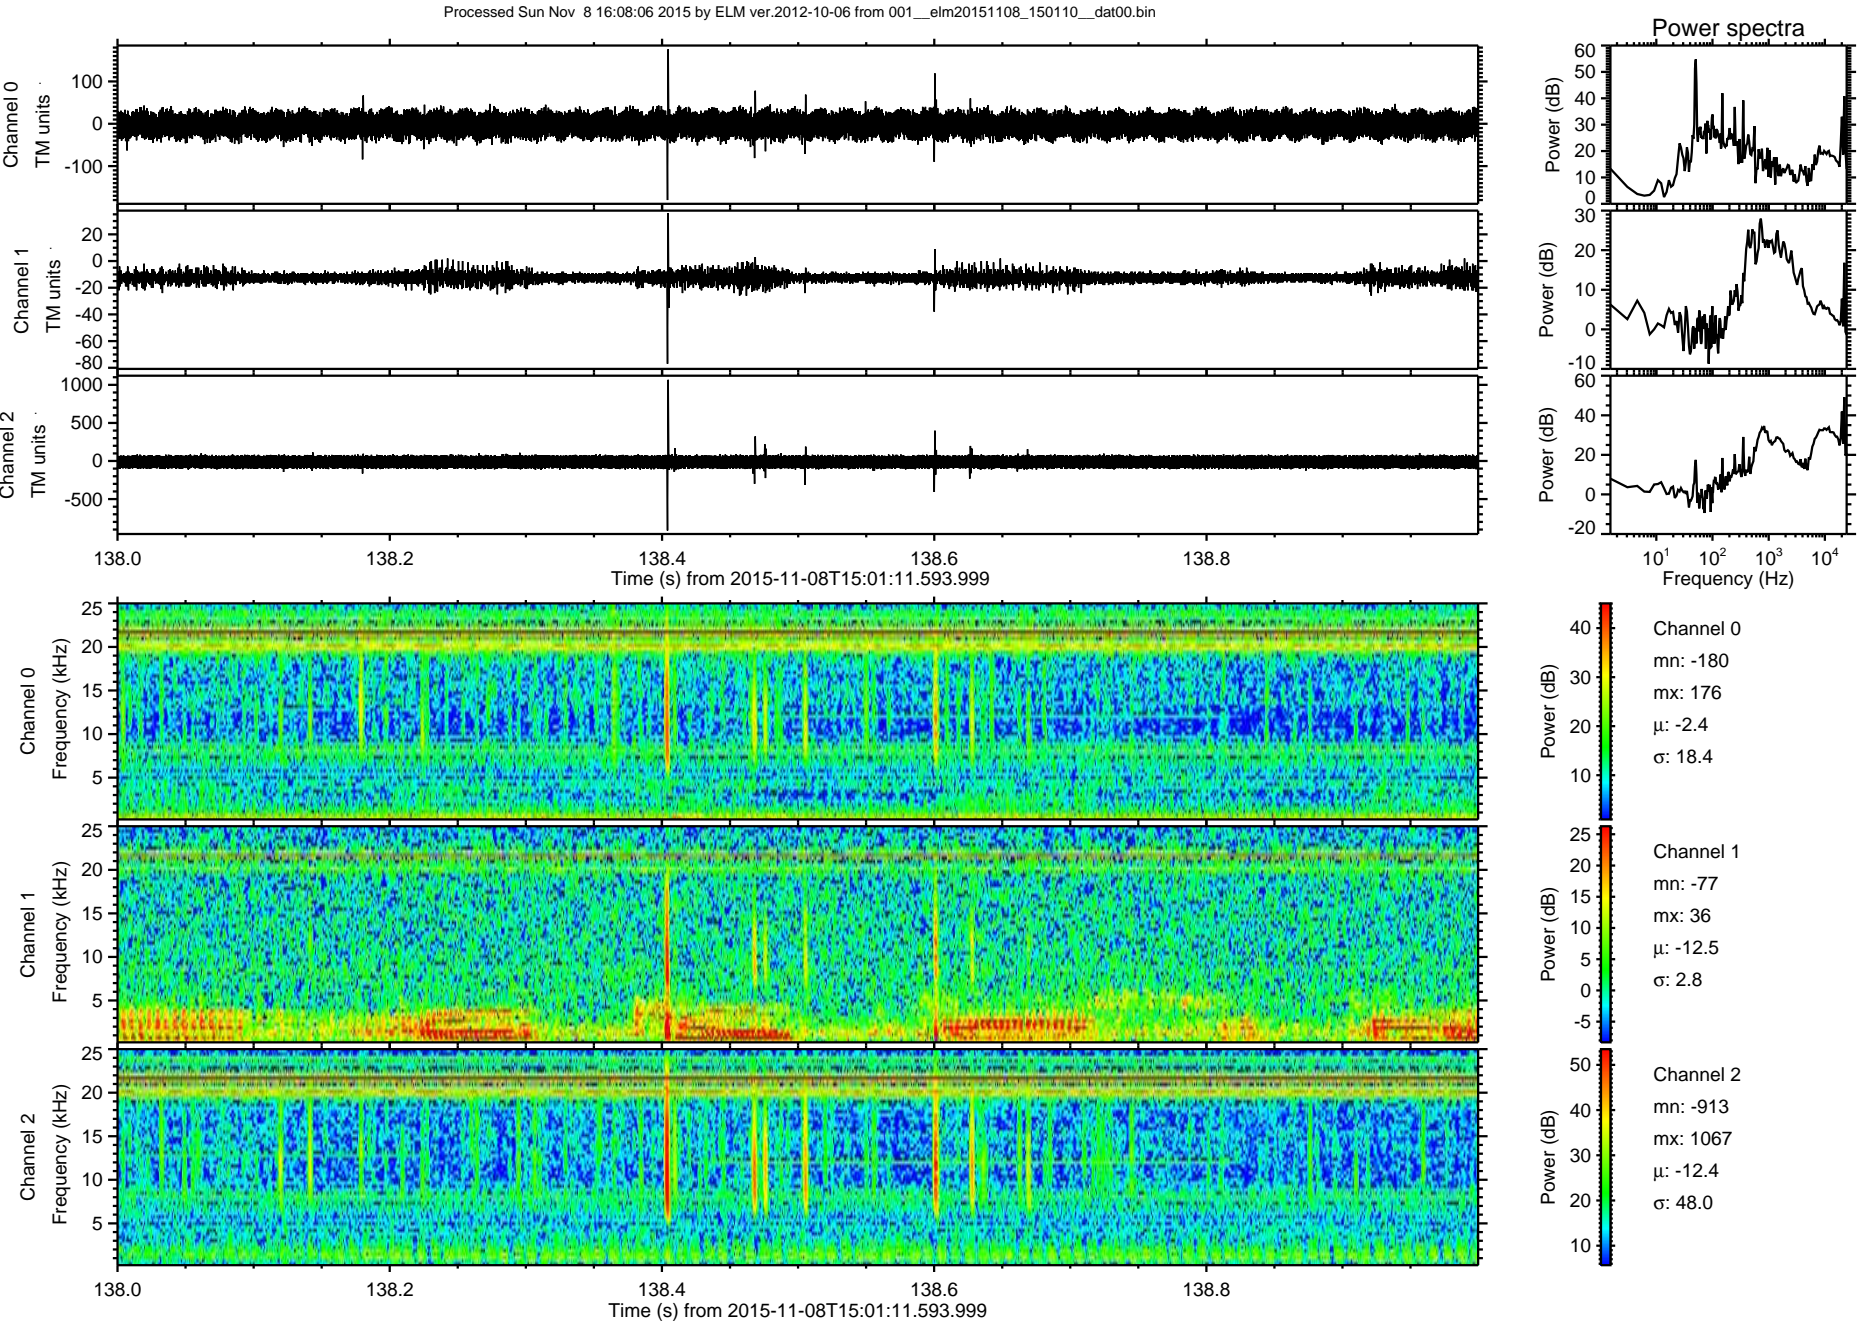 Processed Sun Nov  8 16:08:06 2015 by ELM ver.2012-10-06 from 001__elm20151108_150110__dat00.bin
Power spectra
Channel 0
TM units
100
0
-100
Power (dB)
60
50
40
30
20
10
0
Channel 1
TM units
20
0
-20
-40
-60
-80
Power (dB)
30
20
10
0
-10
Channel 2
TM units
1000
500
0
-500
Power (dB)
60
40
20
0
-20
138.0 138.2 138.4 138.6 138.8
Time (s) from 2015-11-08T15:01:11.593.999
10¹ 10² 10³ 10⁴
Frequency (Hz)
Channel 0
Frequency (kHz)
25
20
15
10
5
Power (dB)
40
30
20
10
Channel 0
mn: -180
mx: 176
μ: -2.4
σ: 18.4
Channel 1
Frequency (kHz)
25
20
15
10
5
Power (dB)
25
20
15
10
5
0
-5
Channel 1
mn: -77
mx: 36
μ: -12.5
σ: 2.8
Channel 2
Frequency (kHz)
25
20
15
10
5
Power (dB)
50
40
30
20
10
Channel 2
mn: -913
mx: 1067
μ: -12.4
σ: 48.0
138.0 138.2 138.4 138.6 138.8
Time (s) from 2015-11-08T15:01:11.593.999